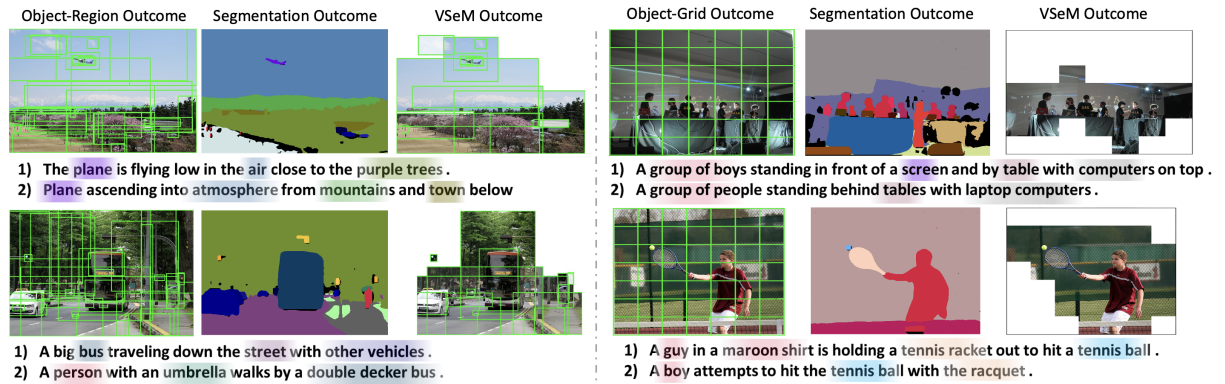 Object-Region Outcome
Segmentation Outcome
VSeM Outcome
1) The plane is flying low in the air close to the purple trees .
2) Plane ascending into atmosphere from mountains and town below
1) A big bus traveling down the street with other vehicles .
2) A person with an umbrella walks by a double decker bus .
Object-Grid Outcome
Segmentation Outcome
VSeM Outcome
1) A group of boys standing in front of a screen and by table with computers on top .
2) A group of people standing behind tables with laptop computers .
1) A guy in a maroon shirt is holding a tennis racket out to hit a tennis ball .
2) A boy attempts to hit the tennis ball with the racquet .